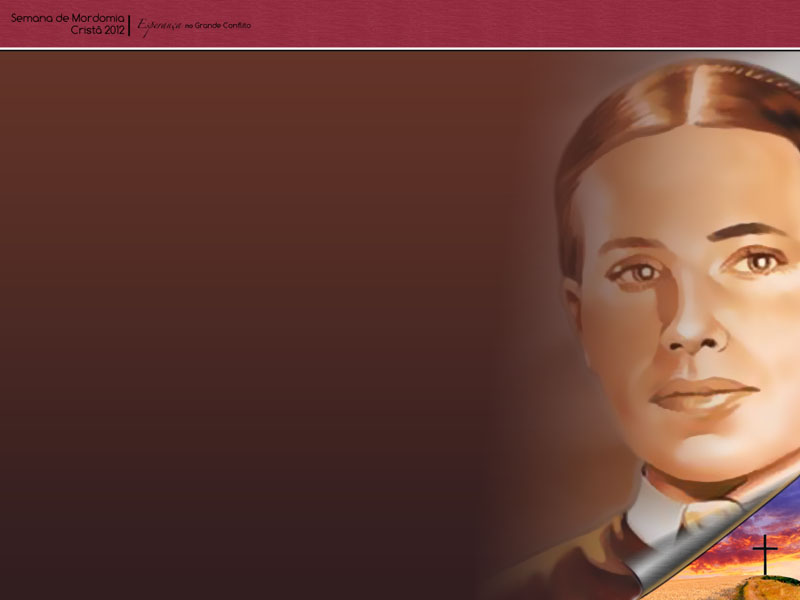 Semana de Mordomia
Cristã 2012
Esperança no Grande Conflito